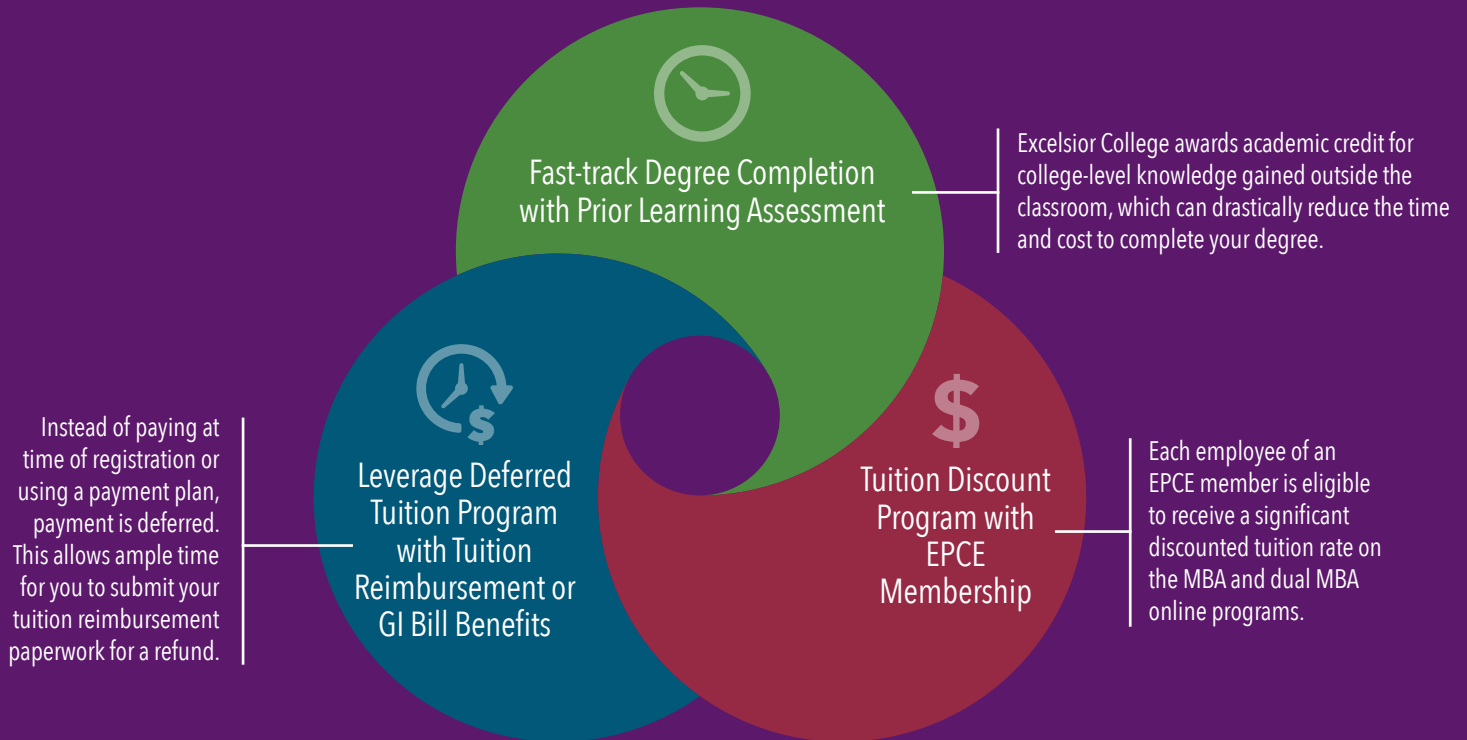 Fast-track Degree Completion
with Prior Learning Assessment
Excelsior College awards academic credit for
college-level knowledge gained outside the
classroom, which can drastically reduce the time
and cost to complete your degree.
Instead of paying at
time of registration or
using a payment plan,
payment is deferred.
This allows ample time
for you to submit your
tuition reimbursement
paperwork for a refund.
$
Leverage Deferred
Tuition Program
with Tuition
Reimbursement or
GI Bill Benefits
$
Tuition Discount
Program with
EPCE
Membership
Each employee of an
EPCE member is eligible
to receive a significant
discounted tuition rate on
the MBA and dual MBA
online programs.